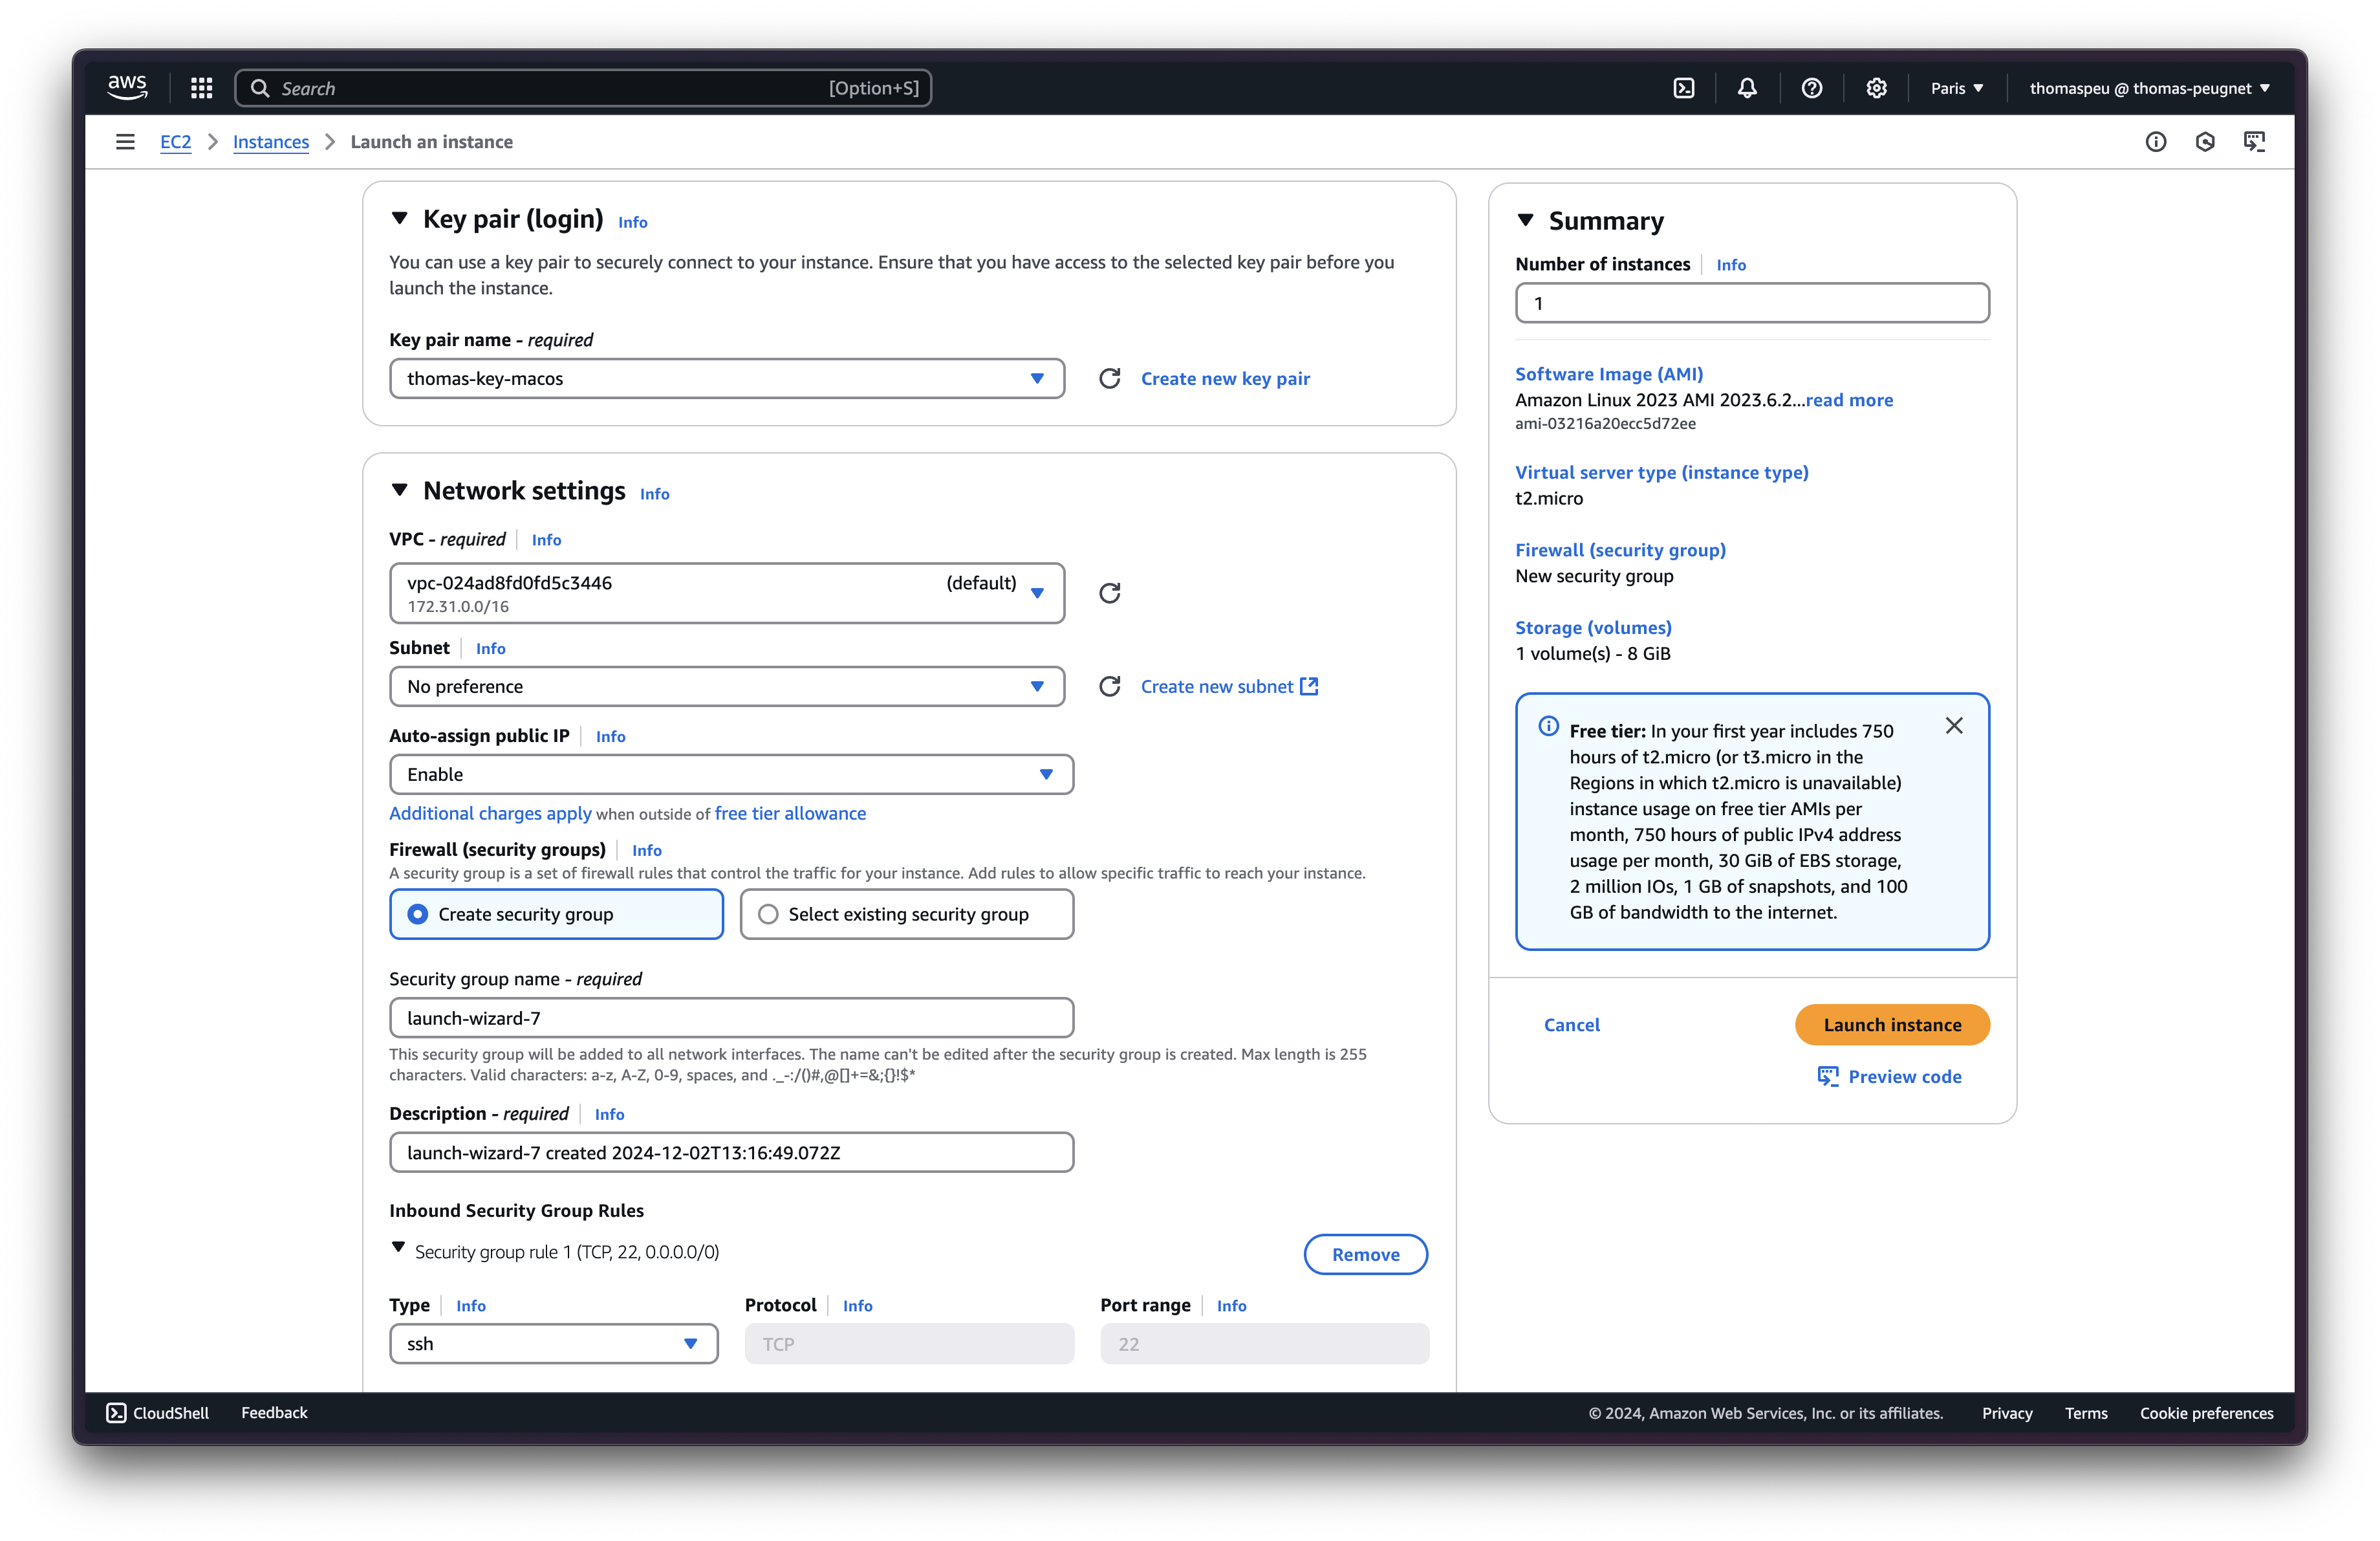 aws
Search [Option+S]
Paris
thomaspeu @ thomas-peugnet
EC2 Instances Launch an instance
Key pair (login) Info
You can use a key pair to securely connect to your instance. Ensure that you have access to the selected key pair before you
launch the instance.
Key pair name - required
thomas-key-macos
Create new key pair
Network settings Info
VPC - required Info
vpc-024ad8fd0fd5c3446 (default)
172.31.0.0/16
Subnet Info
No preference
Create new subnet
Auto-assign public IP Info
Enable
Additional charges apply when outside of free tier allowance
Firewall (security groups) Info
A security group is a set of firewall rules that control the traffic for your instance. Add rules to allow specific traffic to reach your instance.
Create security group
Select existing security group
Security group name - required
launch-wizard-7
This security group will be added to all network interfaces. The name can't be edited after the security group is created. Max length is 255
characters. Valid characters: a-z, A-Z, 0-9, spaces, and ._-:/()#,@[]+=&;{}!$*
Description - required Info
launch-wizard-7 created 2024-12-02T13:16:49.072Z
Inbound Security Group Rules
Security group rule 1 (TCP, 22, 0.0.0.0/0)
Remove
Type Info
Protocol Info
Port range Info
ssh
TCP
22
Summary
Number of instances Info
1
Software Image (AMI)
Amazon Linux 2023 AMI 2023.6.2...read more
ami-03216a20ecc5d72ee
Virtual server type (instance type)
t2.micro
Firewall (security group)
New security group
Storage (volumes)
1 volume(s) - 8 GiB
Free tier: In your first year includes 750
hours of t2.micro (or t3.micro in the
Regions in which t2.micro is unavailable)
instance usage on free tier AMIs per
month, 750 hours of public IPv4 address
usage per month, 30 GiB of EBS storage,
2 million IOs, 1 GB of snapshots, and 100
GB of bandwidth to the internet.
Cancel
Launch instance
Preview code
CloudShell Feedback
© 2024, Amazon Web Services, Inc. or its affiliates. Privacy Terms Cookie preferences